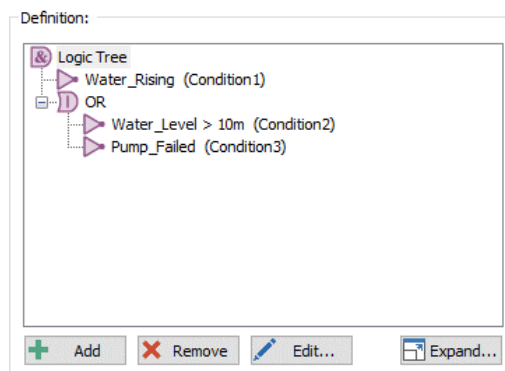 Definition:
& Logic Tree
Water_Rising (Condition1)
OR
Water_Level > 10m (Condition2)
Pump_Failed (Condition3)
Add Remove Edit... Expand...